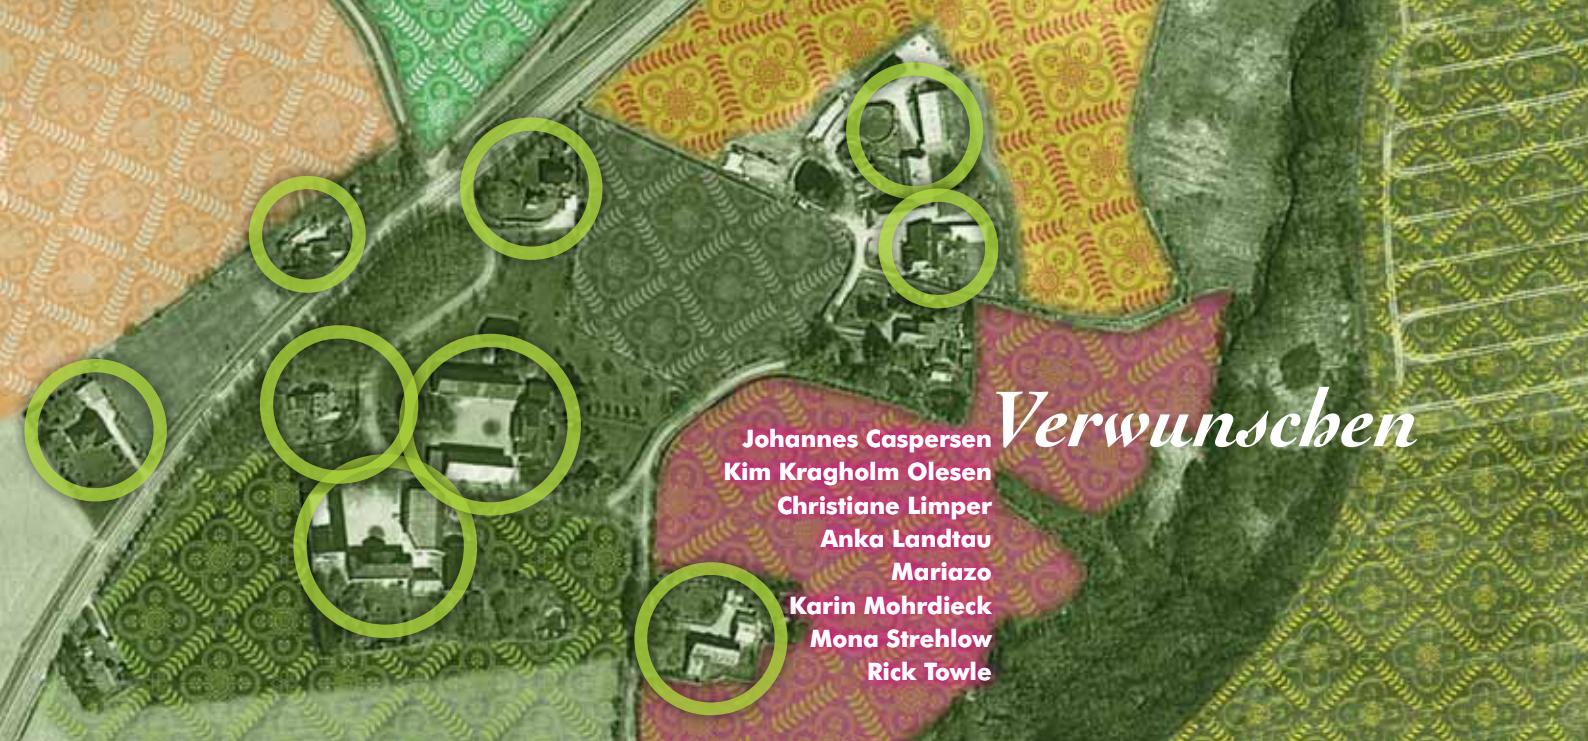 Verwunschen
Johannes Caspersen
Kim Kragholm Olesen
Christiane Limper
Anka Landtau
Mariazo
Karin Mohrdieck
Mona Strehlow
Rick Towle